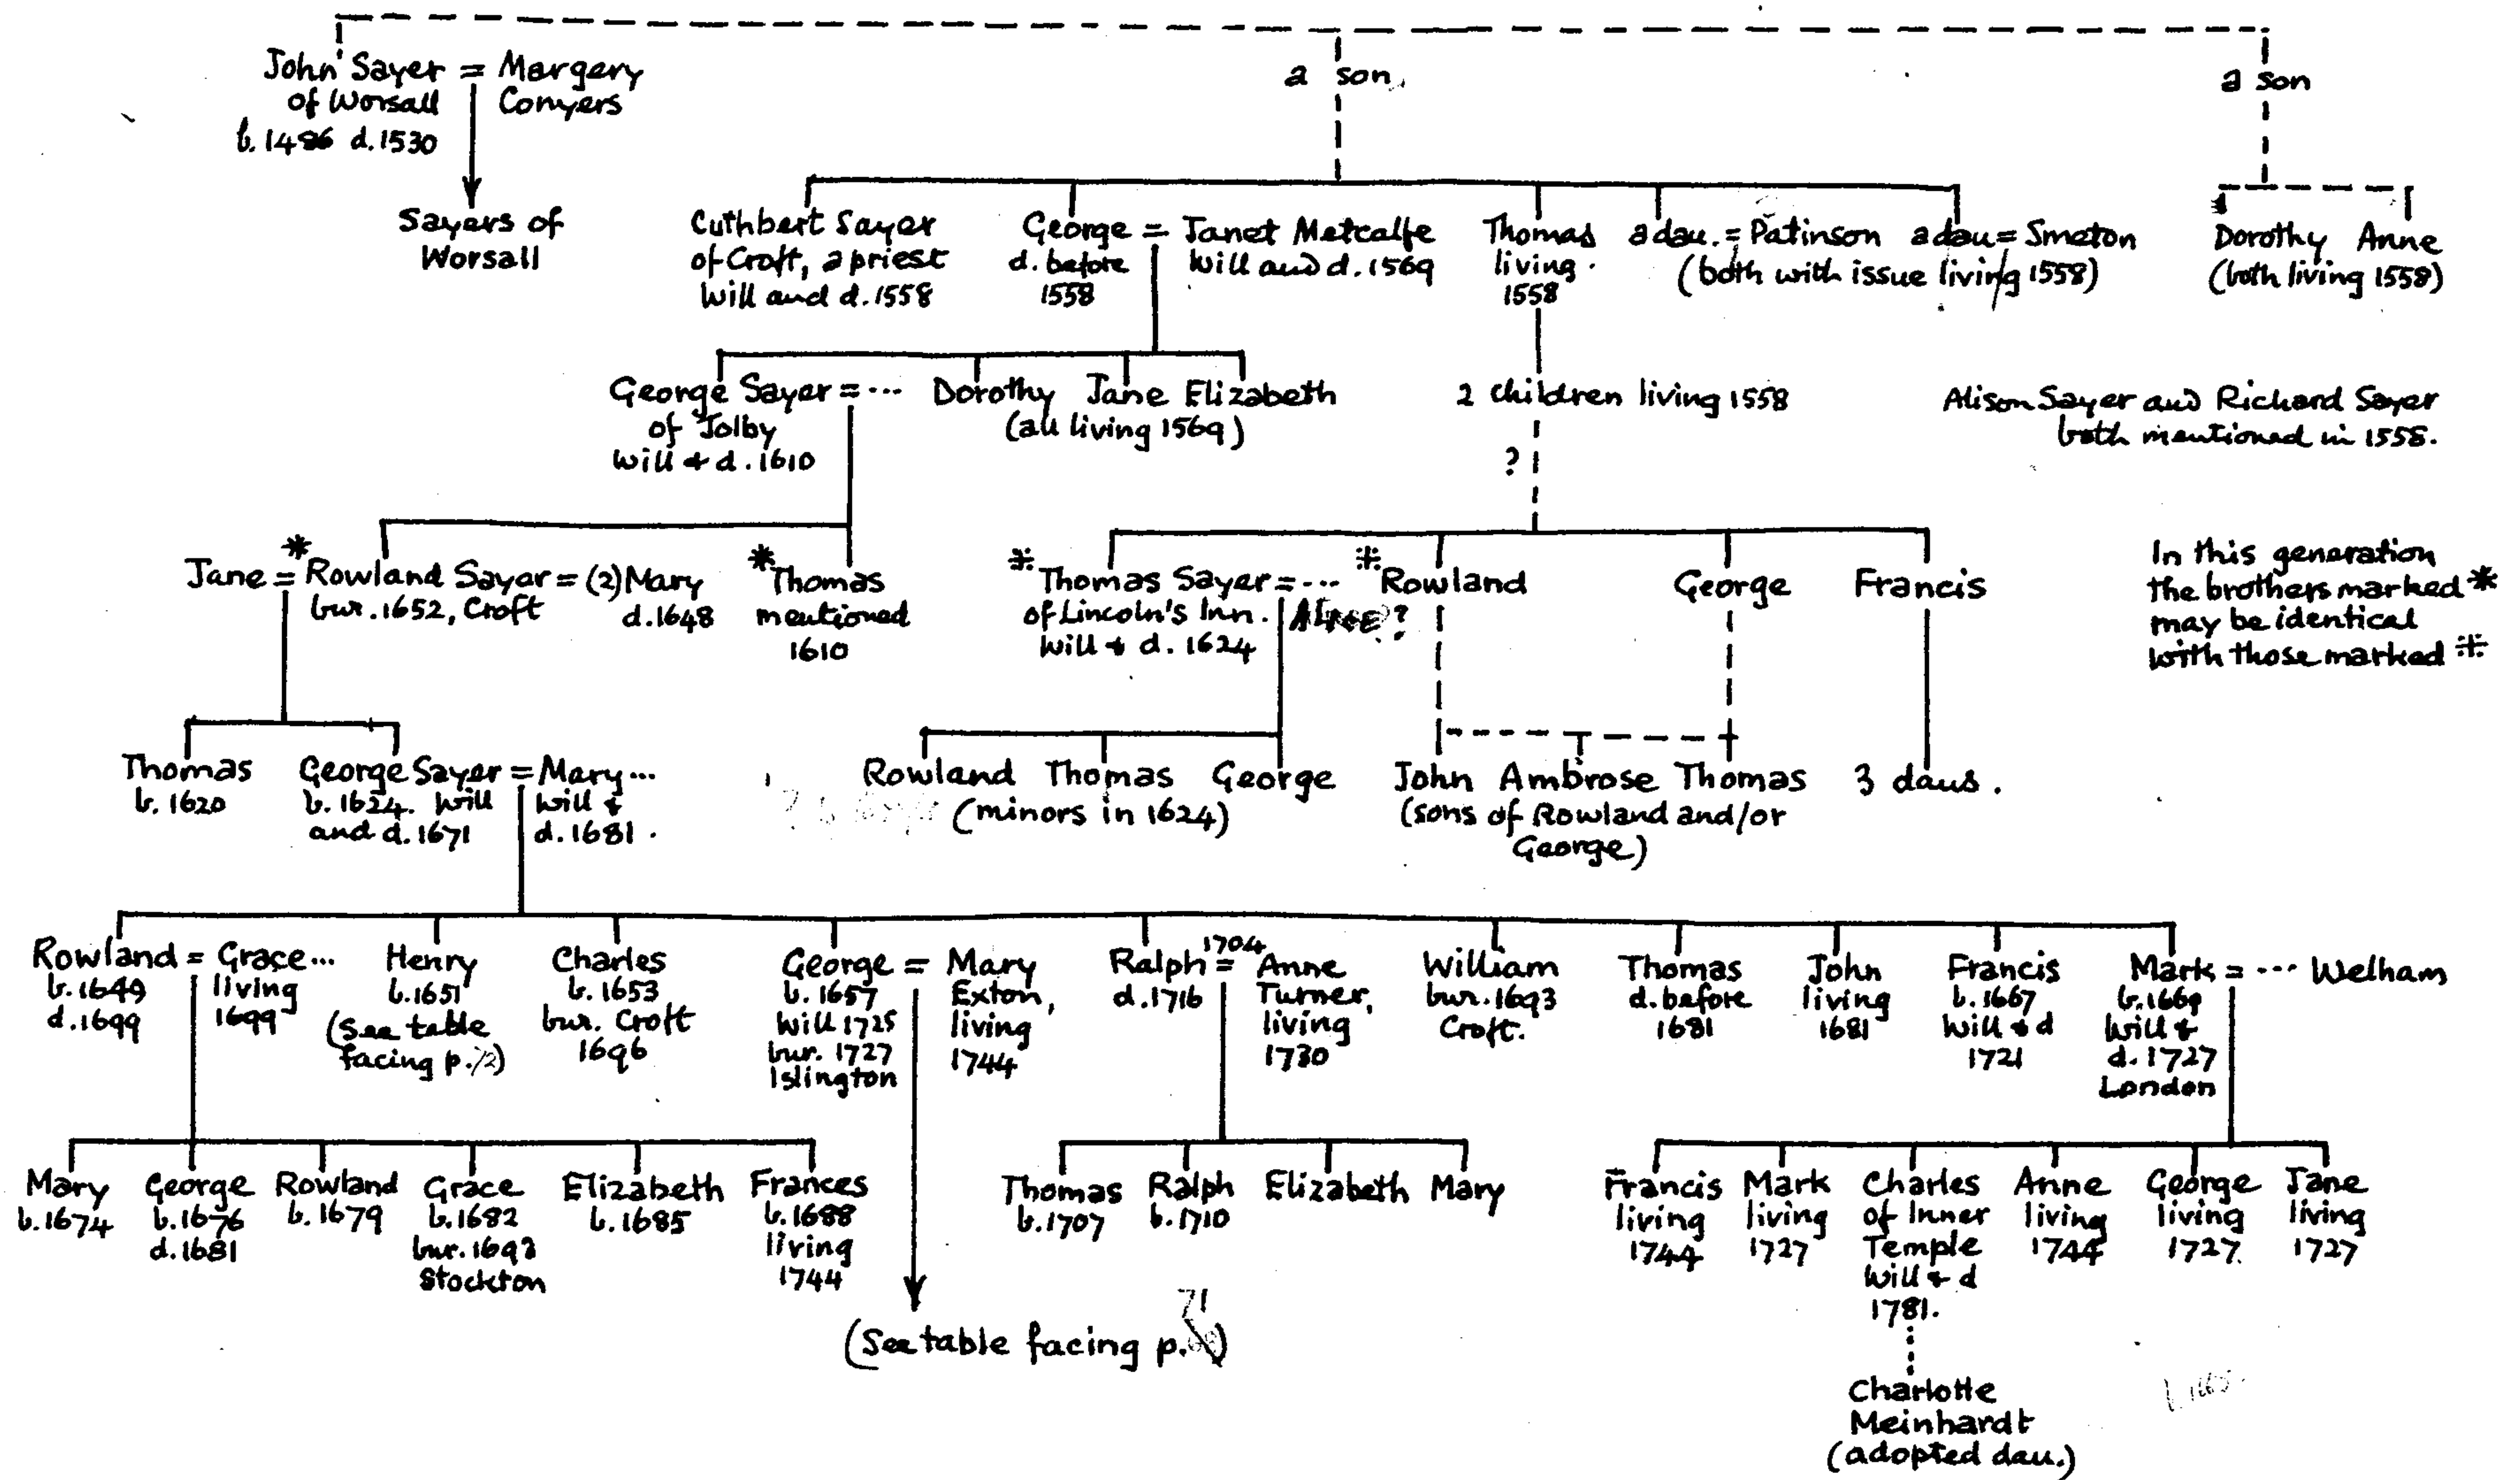 John Sayer = Margery
of Worsall Conyers
b. 1486 d. 1530
a son
a son
Sayers of
Worsall
Cuthbert Sayer
of Croft, a priest
Will and d. 1558
George = Janet Metcalfe
d. before Will and d. 1569
1558
Thomas
living
1558
a dau. = Patinson a dau = Smeton
(both with issue living 1558)
Dorothy Anne
(both living 1558)
George Sayer = ...
of Jolby
Will + d. 1610
Dorothy Jane Elizabeth
(all living 1569)
2 children living 1558
?
Alison Sayer and Richard Sayer
both mentioned in 1558.
Jane = * Rowland Sayer = (2) Mary
bur. 1652, Croft d. 1648
* Thomas
mentioned
1610
⁜ Thomas Sayer = ...
of Lincoln's Inn.
Will + d. 1624
⁜ Rowland
George
Francis
In this generation
the brothers marked *
may be identical
with those marked ⁜
Thomas
b. 1620
George Sayer = Mary ...
b. 1624. Will Will +
and d. 1671 d. 1681.
Rowland Thomas George
(minors in 1624)
John Ambrose Thomas
(sons of Rowland and/or
George)
3 daus.
Rowland = Grace ...
b. 1649 living
d. 1699 1699
Henry
b. 1651
(See table
facing p. )
Charles
b. 1653
bur. Croft
1696
George = Mary
b. 1657 Exton,
Will 1725 living
bur. 1727 1744
Islington
1704
Ralph = Anne
d. 1716 Turner,
living
1730
William
bur. 1693
Croft.
Thomas
d. before
1681
John
living
1681
Francis
b. 1667
Will + d
1721
Mark = ... Welham
b. 1669
Will +
d. 1727
London
Mary
b. 1674
George
b. 1676
d. 1681
Rowland
b. 1679
Grace
b. 1682
bur. 1693
Stockton
Elizabeth
b. 1685
Frances
b. 1688
living
1744
Thomas
b. 1707
Ralph
b. 1710
Elizabeth
Mary
Francis
living
1744
Mark
living
1727
Charles
of Inner
Temple
Will + d
1781.
Anne
living
1744
George
living
1727
Jane
living
1727
71
(See table facing p. )
Charlotte
Meinhardt
(adopted dau.)